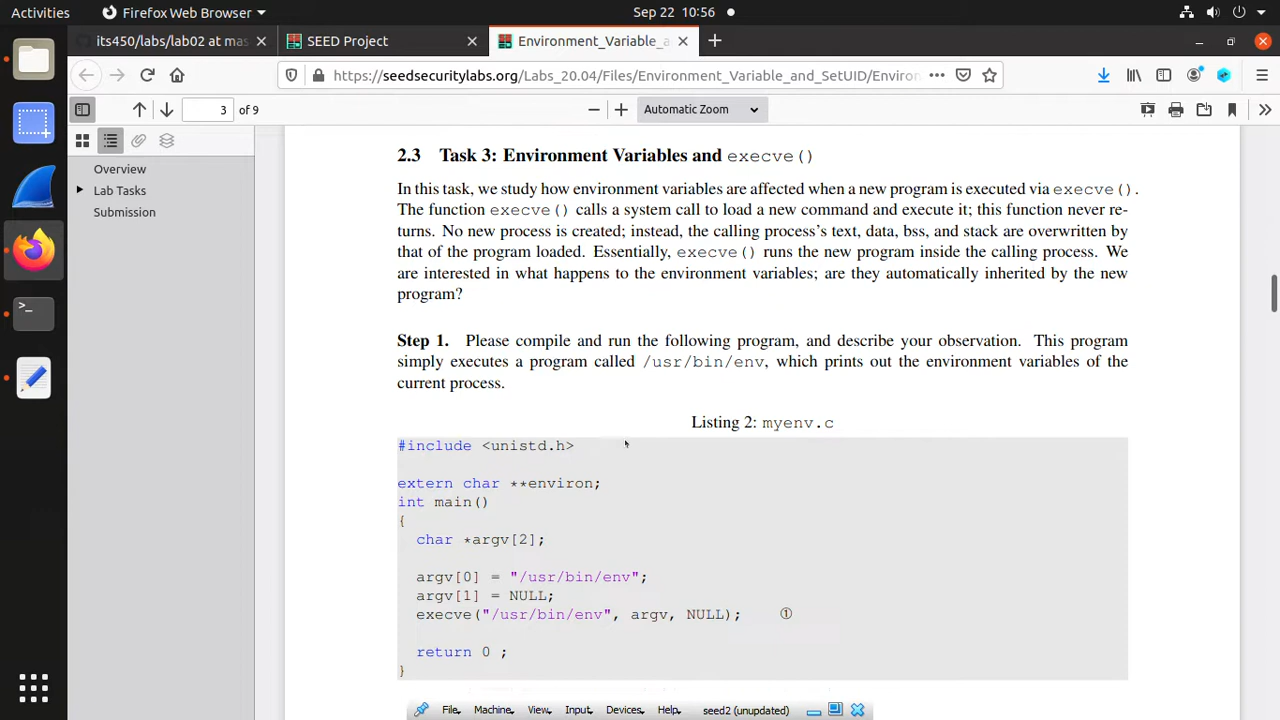 Activities Firefox Web Browser Sep 22 10:56
its450/labs/lab02 at mas SEED Project Environment_Variable_a
https://seedsecuritylabs.org/Labs_20.04/Files/Environment_Variable_and_SetUID/Environ
3 of 9 Automatic Zoom
Overview
Lab Tasks
Submission
2.3 Task 3: Environment Variables and execve()
In this task, we study how environment variables are affected when a new program is executed via execve().
The function execve() calls a system call to load a new command and execute it; this function never re-
turns. No new process is created; instead, the calling process's text, data, bss, and stack are overwritten by
that of the program loaded. Essentially, execve() runs the new program inside the calling process. We
are interested in what happens to the environment variables; are they automatically inherited by the new
program?
Step 1. Please compile and run the following program, and describe your observation. This program
simply executes a program called /usr/bin/env, which prints out the environment variables of the
current process.
Listing 2: myenv.c
#include <unistd.h>
extern char **environ;
int main()
{
char *argv[2];
argv[0] = "/usr/bin/env";
argv[1] = NULL;
execve("/usr/bin/env", argv, NULL); ①
return 0 ;
}
File Machine View Input Devices Help seed2 (unupdated)